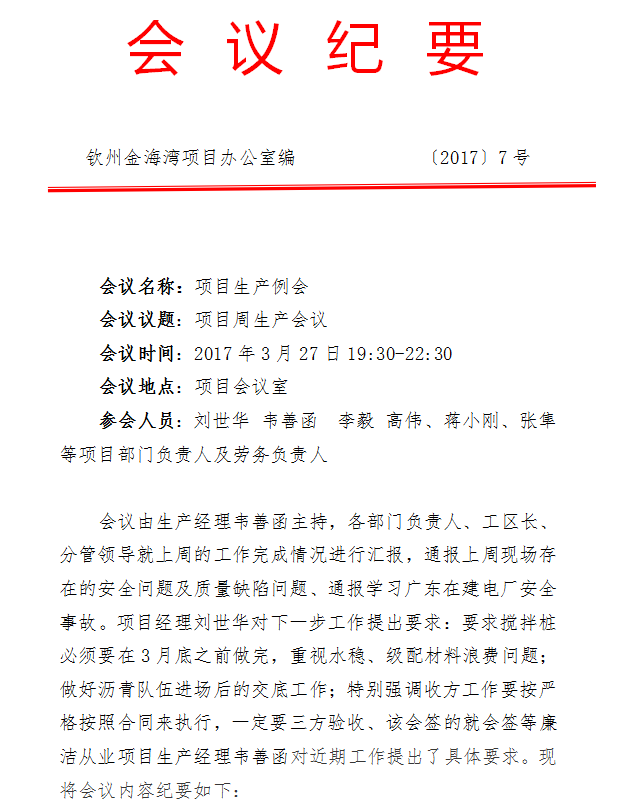 会议纪要
钦州金海湾项目办公室编 〔2017〕7号
会议名称：项目生产例会
会议议题：项目周生产会议
会议时间：2017年3月27日19:30-22:30
会议地点：项目会议室
参会人员：刘世华 韦善函 李毅 高伟、蒋小刚、张隼
等项目部门负责人及劳务负责人
会议由生产经理韦善函主持，各部门负责人、工区长、
分管领导就上周的工作完成情况进行汇报，通报上周现场存
在的安全问题及质量缺陷问题、通报学习广东在建电厂安全
事故。项目经理刘世华对下一步工作提出要求：要求搅拌桩
必须要在3月底之前做完，重视水稳、级配材料浪费问题；
做好沥青队伍进场后的交底工作；特别强调收方工作要按严
格按照合同来执行，一定要三方验收、该会签的就会签等廉
洁从业项目生产经理韦善函对近期工作提出了具体要求。现
将会议内容纪要如下：